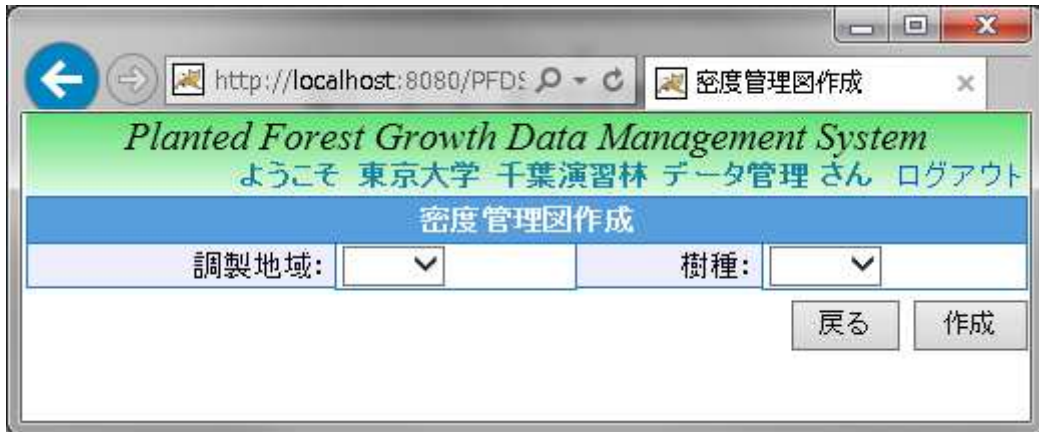 http://localhost:8080/PFDS
密度管理図作成
Planted Forest Growth Data Management System
ようこそ 東京大学 千葉演習林 データ管理 さん ログアウト
密度管理図作成
調製地域: 樹種:
戻る 作成